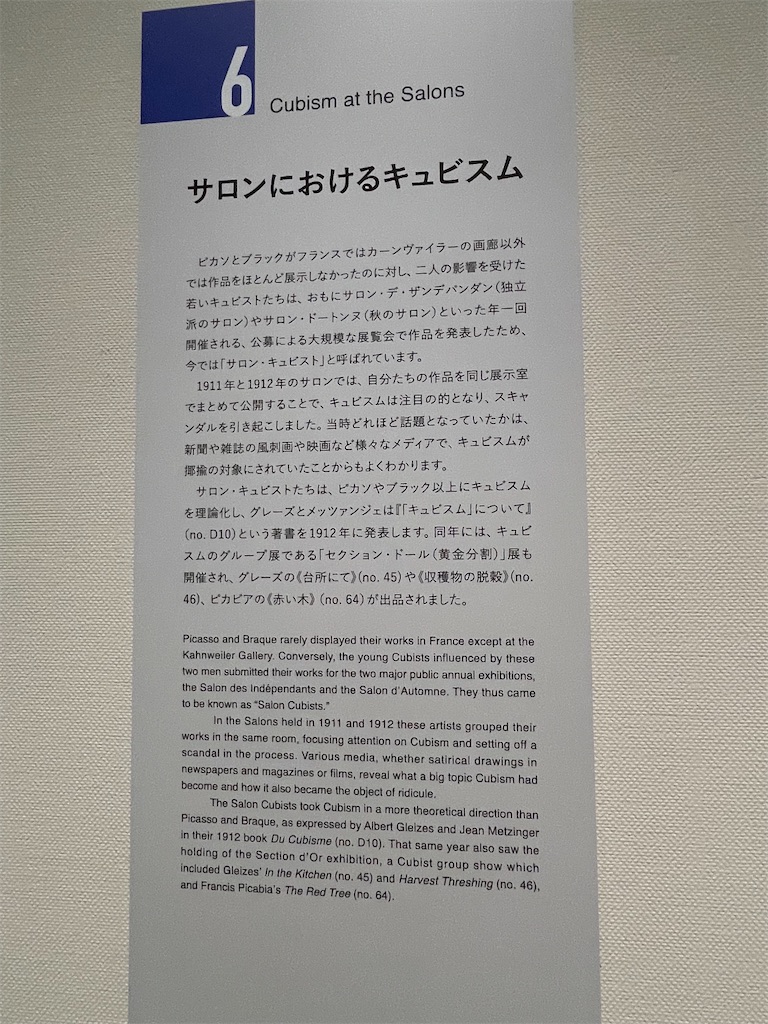 6
Cubism at the Salons
サロンにおけるキュビスム
ピカソとブラックがフランスではカーンヴァイラーの画廊以外
では作品をほとんど展示しなかったのに対し、二人の影響を受けた
若いキュビストたちは、おもにサロン・デ・ザンデパンダン(独立
派のサロン)やサロン・ドートンヌ(秋のサロン)といった年一回
開催される、公募による大規模な展覧会で作品を発表したため、
今では「サロン・キュビスト」と呼ばれています。
1911年と1912年のサロンでは、自分たちの作品を同じ展示室
でまとめて公開することで、キュビスムは注目の的となり、スキャ
ンダルを引き起こしました。当時どれほど話題となっていたかは、
新聞や雑誌の風刺画や映画など様々なメディアで、キュビスムが
揶揄の対象にされていたことからもよくわかります。
サロン・キュビストたちは、ピカソやブラック以上にキュビスム
を理論化し、グレーズとメッツァンジェは『「キュビスム」について』
(no. D10)という著書を1912年に発表します。同年には、キュビ
スムのグループ展である「セクション・ドール(黄金分割)」展も
開催され、グレーズの《台所にて》(no. 45)や《収穫物の脱穀》(no.
46)、ピカビアの《赤い木》(no. 64)が出品されました。
Picasso and Braque rarely displayed their works in France except at the
Kahnweiler Gallery. Conversely, the young Cubists influenced by these
two men submitted their works for the two major public annual exhibitions,
the Salon des Indépendants and the Salon d'Automne. They thus came
to be known as "Salon Cubists."
In the Salons held in 1911 and 1912 these artists grouped their
works in the same room, focusing attention on Cubism and setting off a
scandal in the process. Various media, whether satirical drawings in
newspapers and magazines or films, reveal what a big topic Cubism had
become and how it also became the object of ridicule.
The Salon Cubists took Cubism in a more theoretical direction than
Picasso and Braque, as expressed by Albert Gleizes and Jean Metzinger
in their 1912 book Du Cubisme (no. D10). That same year also saw the
holding of the Section d'Or exhibition, a Cubist group show which
included Gleizes' In the Kitchen (no. 45) and Harvest Threshing (no. 46),
and Francis Picabia's The Red Tree (no. 64).